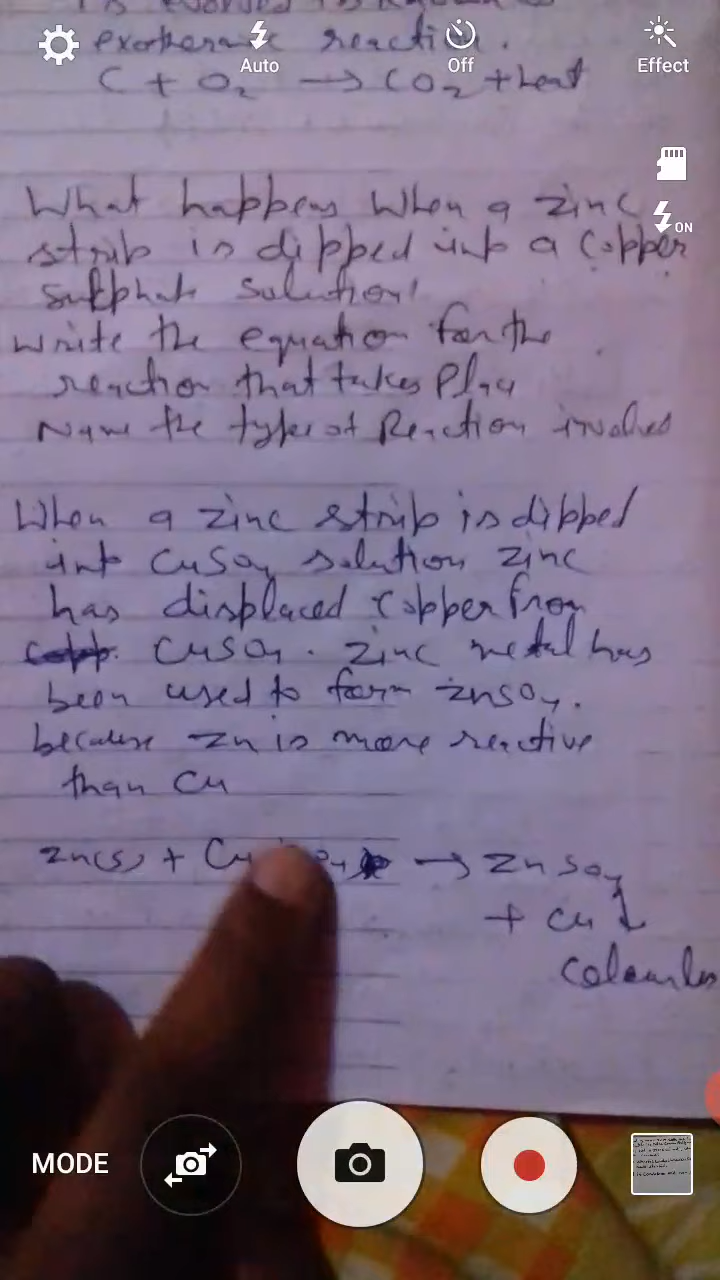 exothermic reaction.
Auto
Off
Effect
C + O₂ → CO₂ + heat
What happens when a zinc
ON
strip is dipped into a copper
sulphate solution!
Write the equation for the
reaction that takes place
Name the type of Reaction involved
When a zinc strip is dipped
into CuSO₄ solution zinc
has displaced copper from
CuSO₄. Zinc metal has
been used to form ZnSO₄.
because Zn is more reactive
than Cu
Zn(s) + → ZnSO₄
+ Cu ↓
colourles
MODE